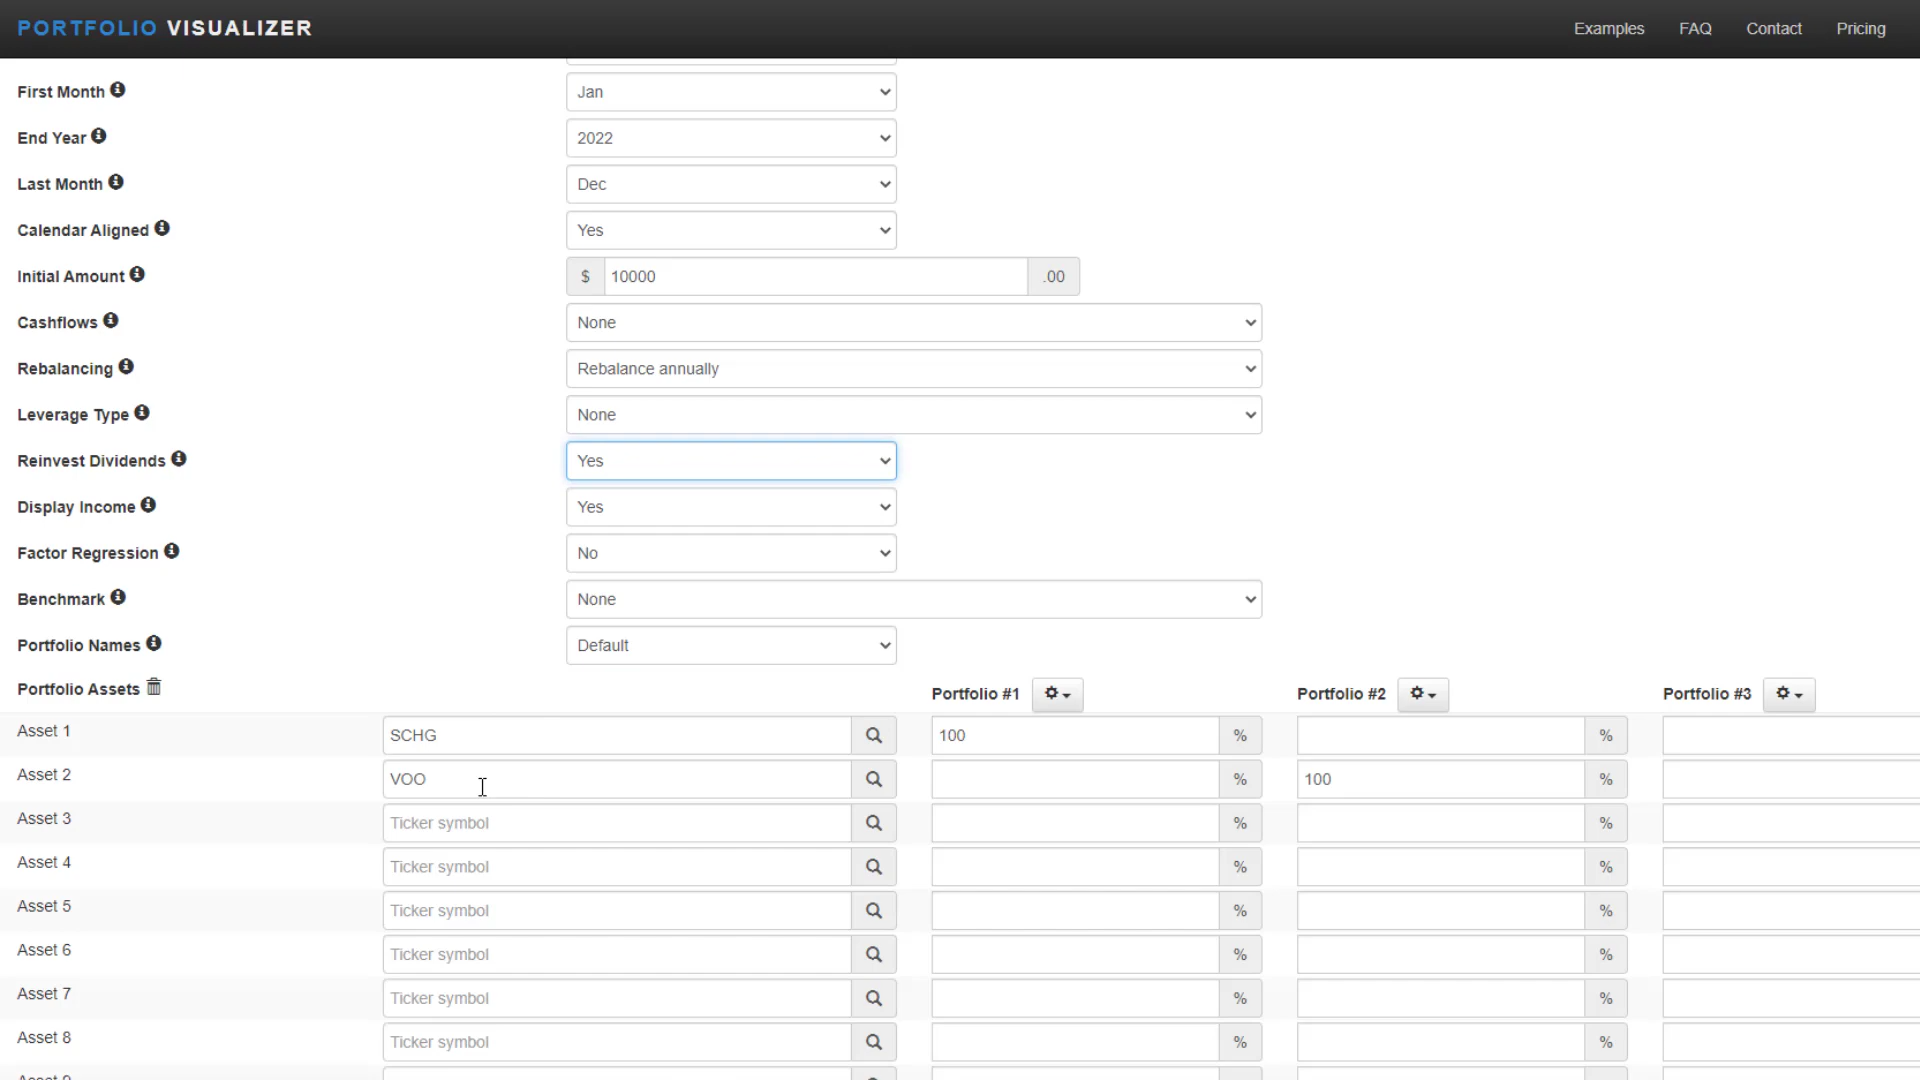 PORTFOLIO VISUALIZER
Examples FAQ Contact Pricing
First Month Jan
End Year 2022
Last Month Dec
Calendar Aligned Yes
Initial Amount $ 10000 .00
Cashflows None
Rebalancing Rebalance annually
Leverage Type None
Reinvest Dividends Yes
Display Income Yes
Factor Regression No
Benchmark None
Portfolio Names Default
Portfolio Assets Portfolio #1 Portfolio #2 Portfolio #3
Asset 1 SCHG 100 % %
Asset 2 VOO % 100 %
Asset 3 Ticker symbol % %
Asset 4 Ticker symbol % %
Asset 5 Ticker symbol % %
Asset 6 Ticker symbol % %
Asset 7 Ticker symbol % %
Asset 8 Ticker symbol % %